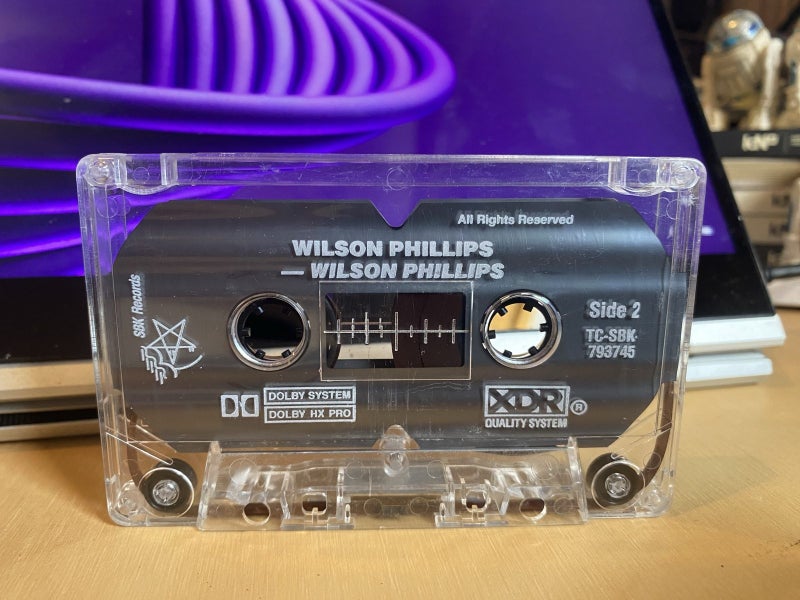 All Rights Reserved
WILSON PHILLIPS
— WILSON PHILLIPS
SBK Records
Side 2
TC-SBK-
793745
DOLBY SYSTEM
DOLBY HX PRO
XDR ®
QUALITY SYSTEM